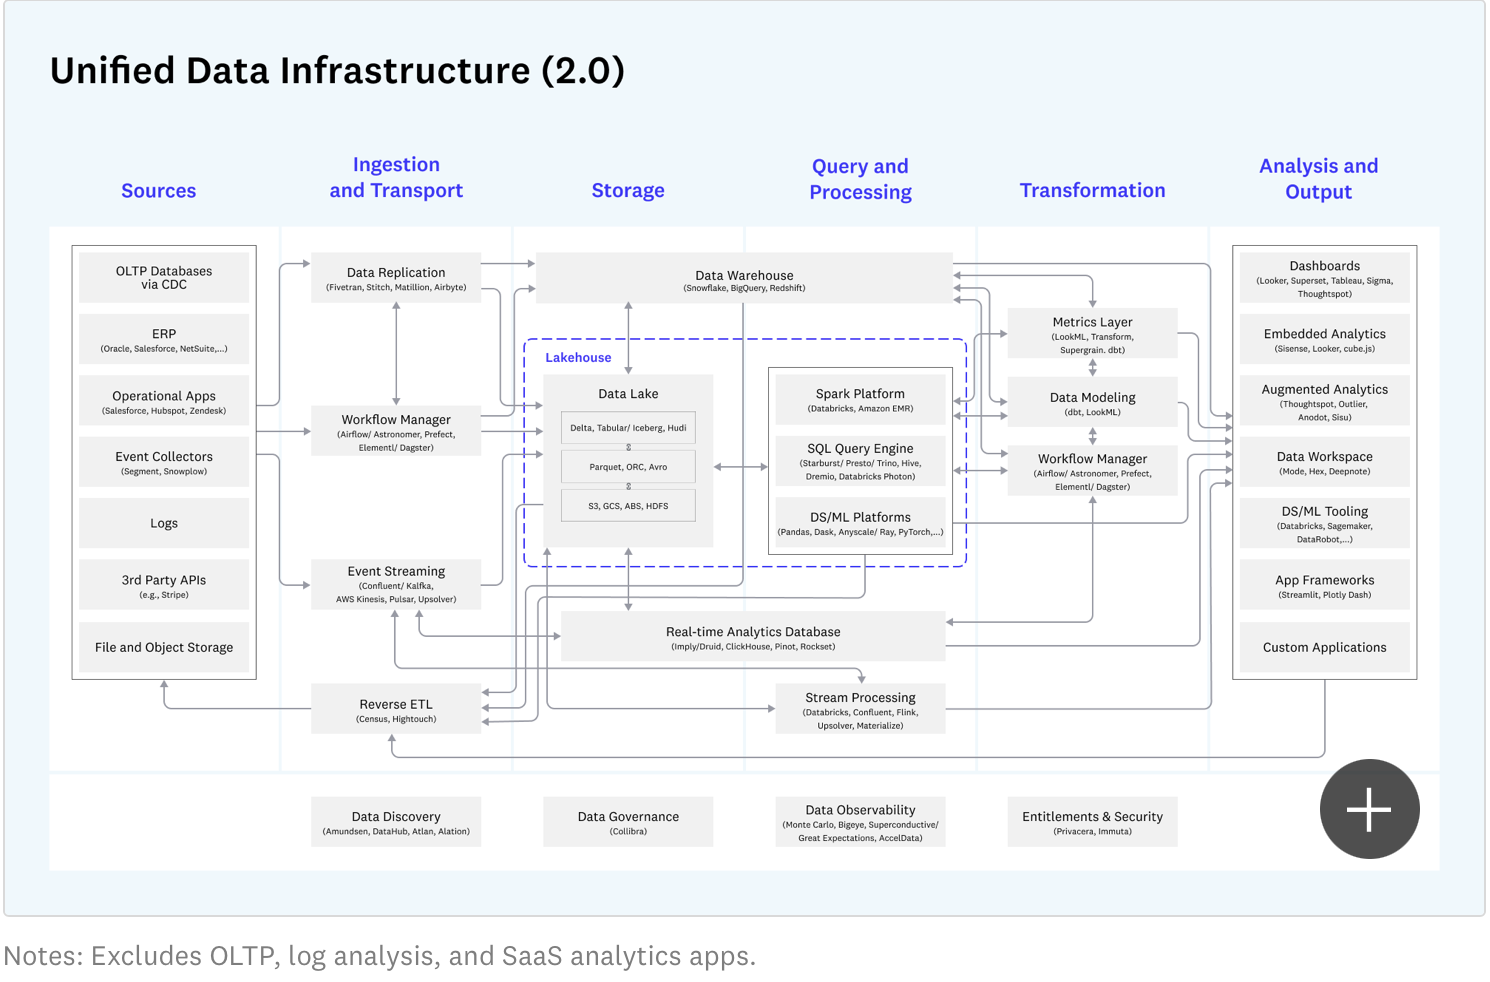 Unified Data Infrastructure (2.0)
Sources
Ingestion
and Transport
Storage
Query and
Processing
Transformation
Analysis and
Output
OLTP Databases
via CDC
ERP
(Oracle, Salesforce, NetSuite,...)
Operational Apps
(Salesforce, Hubspot, Zendesk)
Event Collectors
(Segment, Snowplow)
Logs
3rd Party APIs
(e.g., Stripe)
File and Object Storage
Data Replication
(Fivetran, Stitch, Matillion, Airbyte)
Workflow Manager
(Airflow/ Astronomer, Prefect,
Elementl/ Dagster)
Event Streaming
(Confluent/ Kalfka,
AWS Kinesis, Pulsar, Upsolver)
Reverse ETL
(Census, Hightouch)
Data Warehouse
(Snowflake, BigQuery, Redshift)
Lakehouse
Data Lake
Delta, Tabular/ Iceberg, Hudi
Parquet, ORC, Avro
S3, GCS, ABS, HDFS
Spark Platform
(Databricks, Amazon EMR)
SQL Query Engine
(Starburst/ Presto/ Trino, Hive,
Dremio, Databricks Photon)
DS/ML Platforms
(Pandas, Dask, Anyscale/ Ray, PyTorch,...)
Real-time Analytics Database
(Imply/Druid, ClickHouse, Pinot, Rockset)
Stream Processing
(Databricks, Confluent, Flink,
Upsolver, Materialize)
Metrics Layer
(LookML, Transform,
Supergrain. dbt)
Data Modeling
(dbt, LookML)
Workflow Manager
(Airflow/ Astronomer, Prefect,
Elementl/ Dagster)
Dashboards
(Looker, Superset, Tableau, Sigma,
Thoughtspot)
Embedded Analytics
(Sisense, Looker, cube.js)
Augmented Analytics
(Thoughtspot, Outlier,
Anodot, Sisu)
Data Workspace
(Mode, Hex, Deepnote)
DS/ML Tooling
(Databricks, Sagemaker,
DataRobot,...)
App Frameworks
(Streamlit, Plotly Dash)
Custom Applications
Data Discovery
(Amundsen, DataHub, Atlan, Alation)
Data Governance
(Collibra)
Data Observability
(Monte Carlo, Bigeye, Superconductive/
Great Expectations, AccelData)
Entitlements & Security
(Privacera, Immuta)
Notes: Excludes OLTP, log analysis, and SaaS analytics apps.